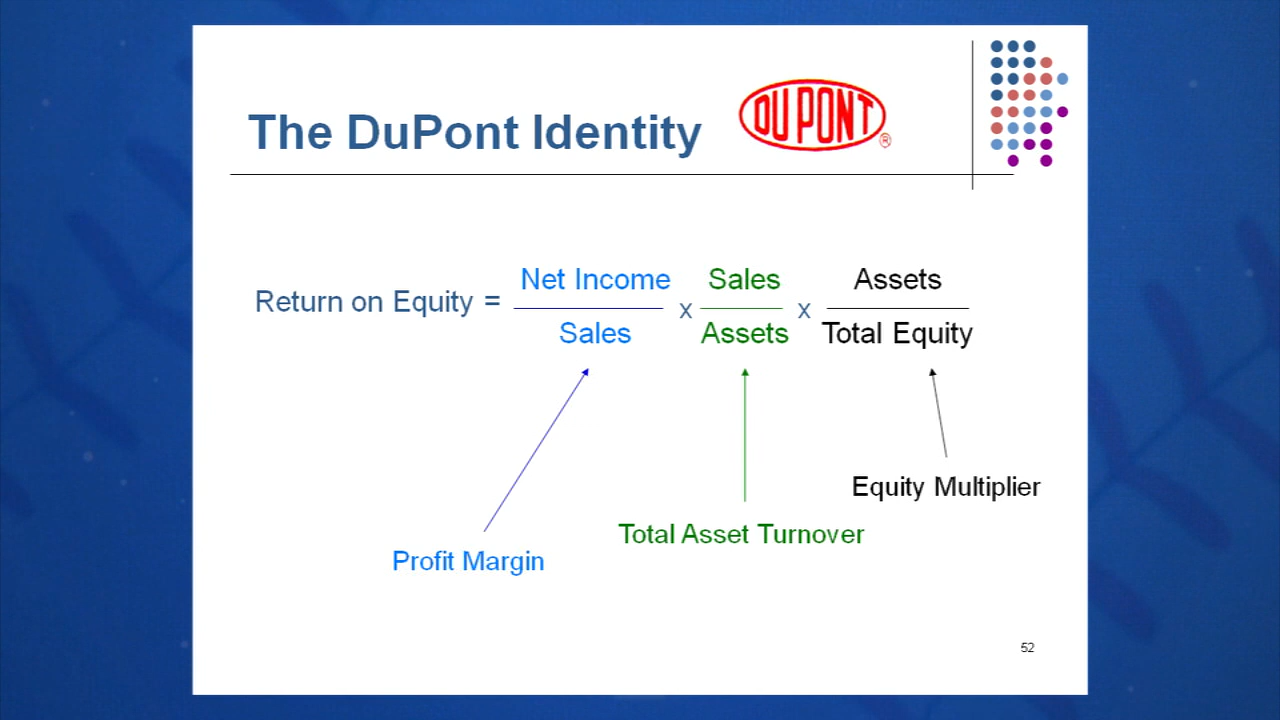 The DuPont Identity
DU PONT
®
Return on Equity = Net Income / Sales x Sales / Assets x Assets / Total Equity
Equity Multiplier
Total Asset Turnover
Profit Margin
52